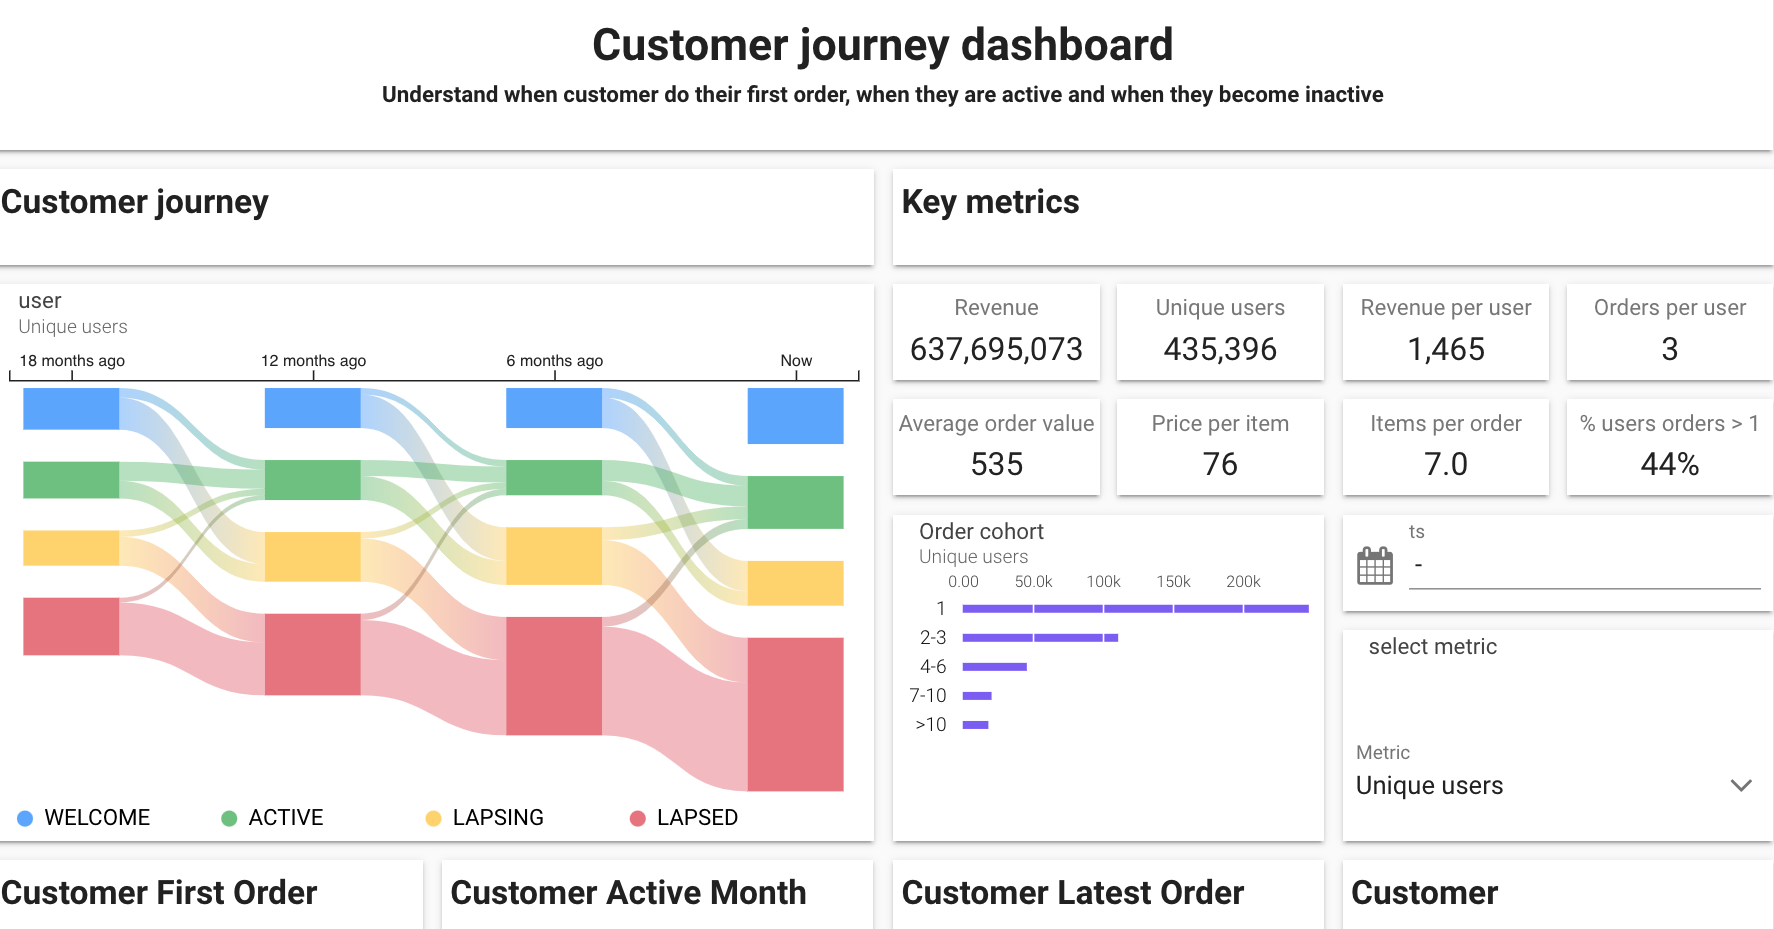 Customer journey dashboard
Understand when customer do their first order, when they are active and when they become inactive
Customer journey
user
Unique users
18 months ago
12 months ago
6 months ago
Now
WELCOME
ACTIVE
LAPSING
LAPSED
Key metrics
Revenue
637,695,073
Unique users
435,396
Revenue per user
1,465
Orders per user
3
Average order value
535
Price per item
76
Items per order
7.0
% users orders > 1
44%
Order cohort
Unique users
0.00 50.0k 100k 150k 200k
1
2-3
4-6
7-10
>10
ts
-
select metric
Metric
Unique users
Customer First Order
Customer Active Month
Customer Latest Order
Customer